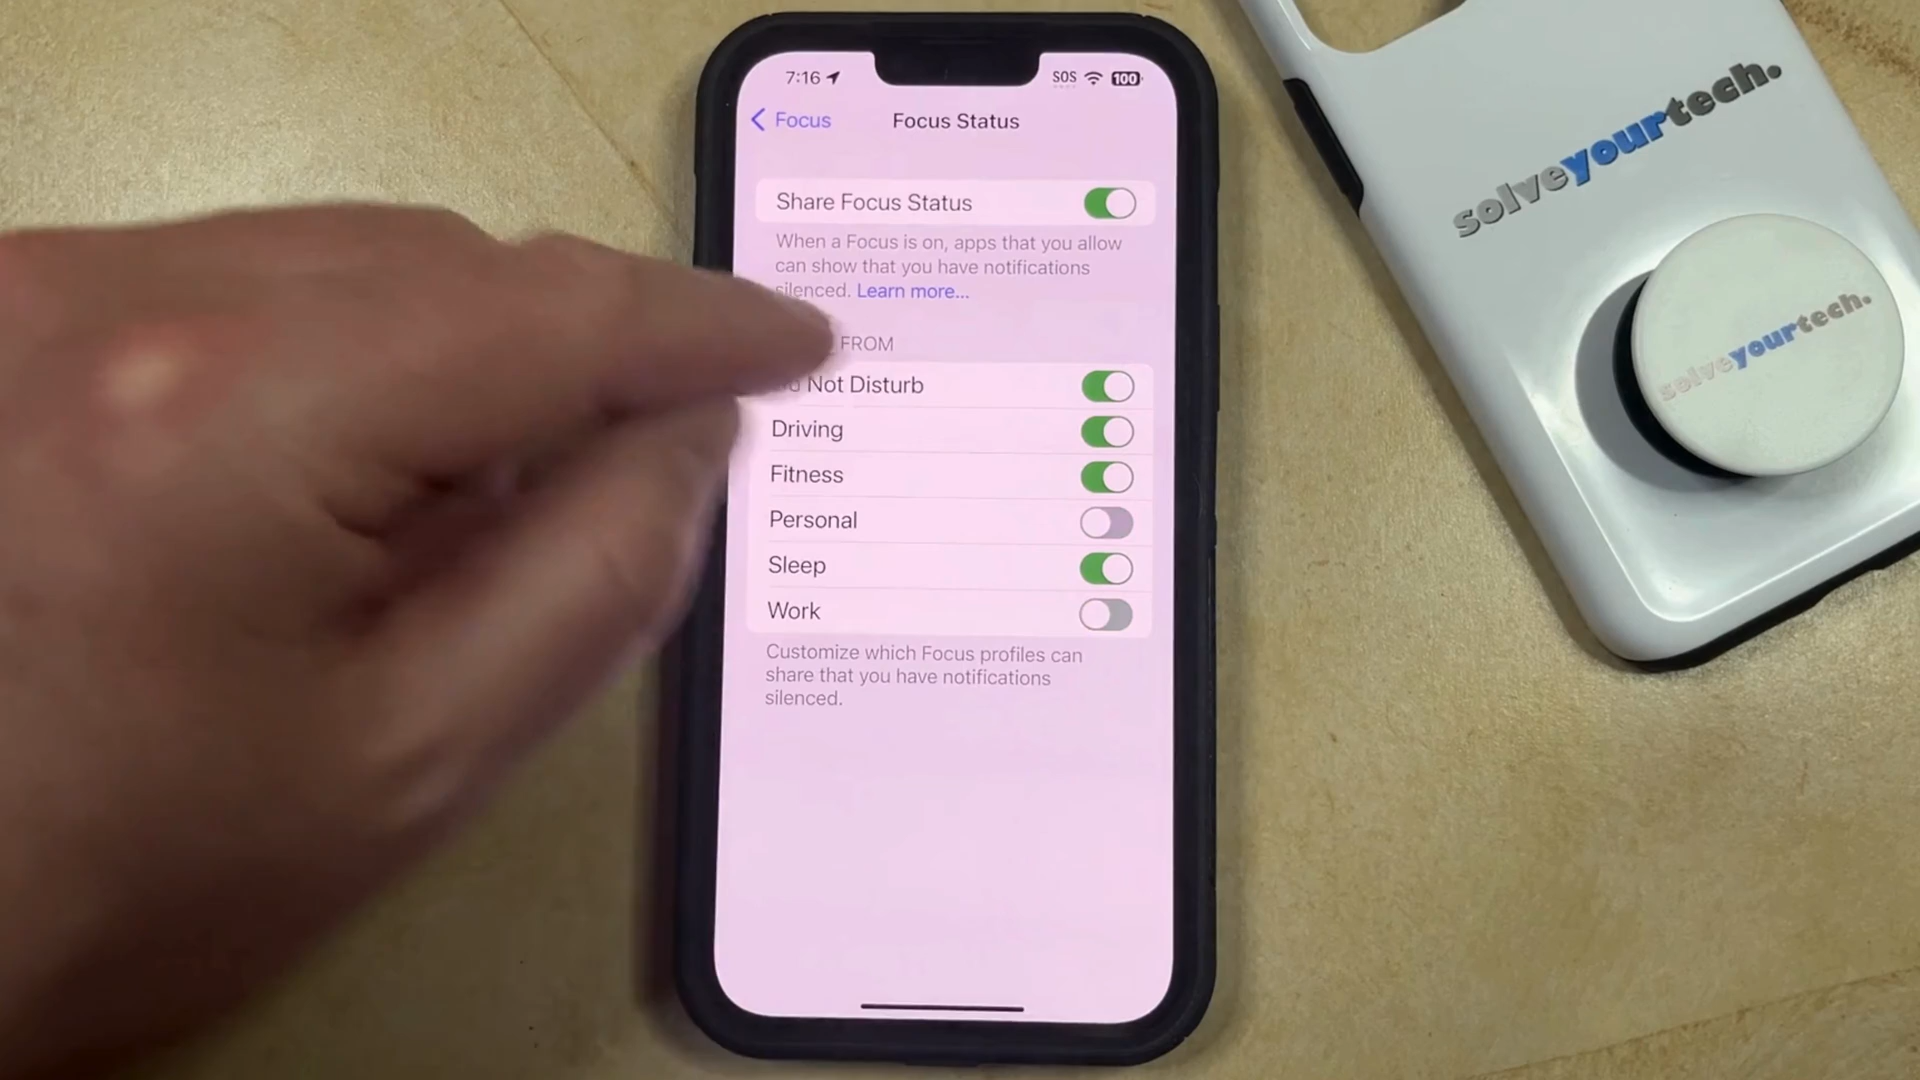 7:16
SOS
100
Focus
Focus Status
Share Focus Status
When a Focus is on, apps that you allow
can show that you have notifications
silenced. Learn more...
FROM
Not Disturb
Driving
Fitness
Personal
Sleep
Work
Customize which Focus profiles can
share that you have notifications
silenced.
solveyourtech.
solveyourtech.